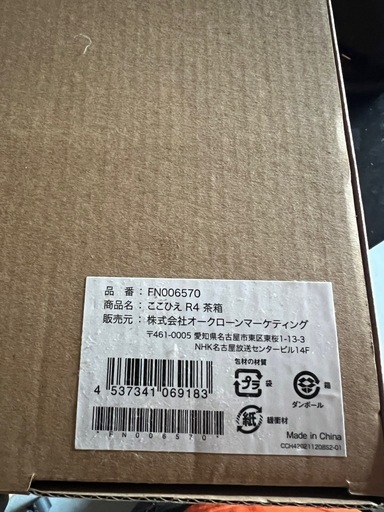 品　番：FN006570
商品名：ここひえ R4 茶箱
販売元：株式会社オークローンマーケティング
〒461-0005 愛知県名古屋市東区東桜1-13-3
NHK名古屋放送センタービル14F
包材の材質
プラ 袋 箱
ダンボール
4 537341 069183
紙 緩衝材
*FN006570*
Made in China
CCH42021120852-01